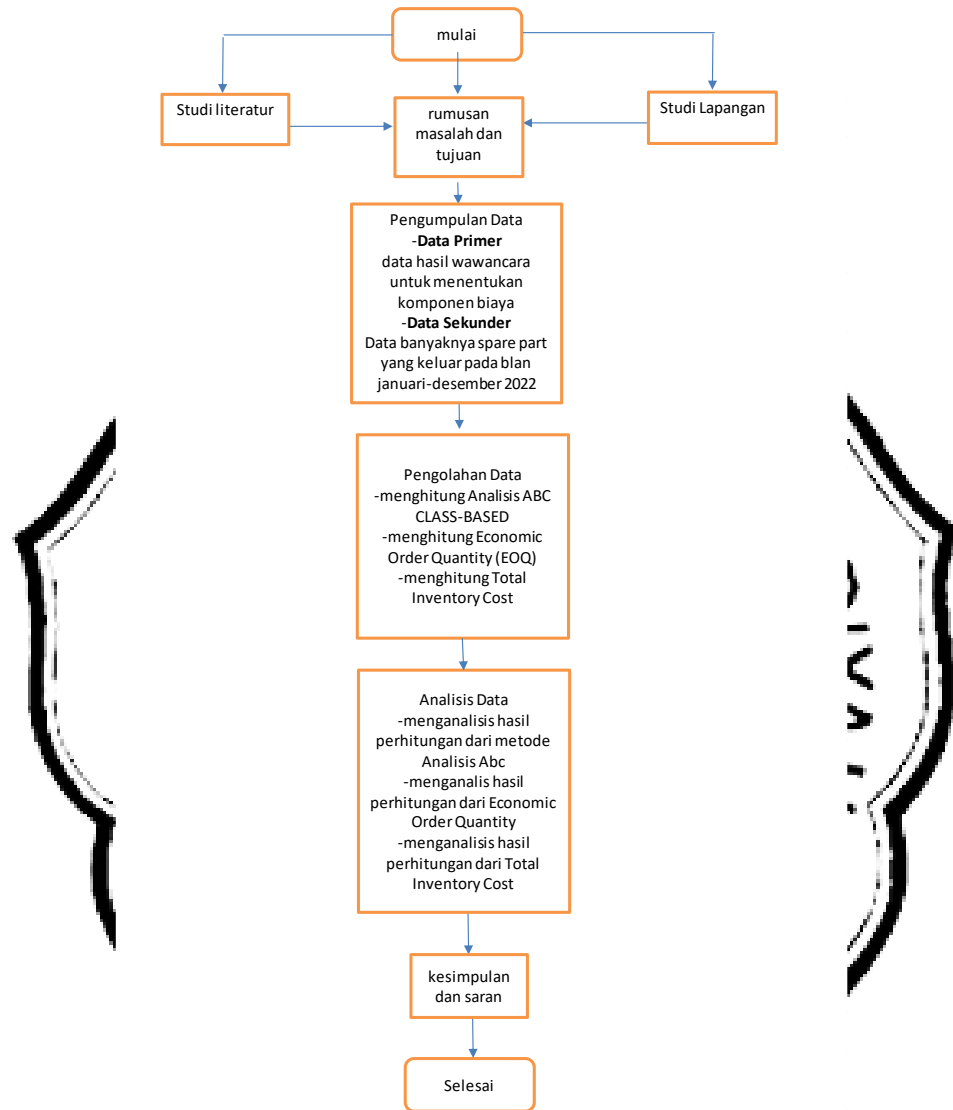 mulai
Studi literatur
rumusan
masalah dan
tujuan
Studi Lapangan
Pengumpulan Data
-Data Primer
data hasil wawancara
untuk menentukan
komponen biaya
-Data Sekunder
Data banyaknya spare part
yang keluar pada blan
januari-desember 2022
Pengolahan Data
-menghitung Analisis ABC
CLASS-BASED
-menghitung Economic
Order Quantity (EOQ)
-menghitung Total
Inventory Cost
Analisis Data
-menganalisis hasil
perhitungan dari metode
Analisis Abc
-menganalis hasil
perhitungan dari Economic
Order Quantity
-menganalisis hasil
perhitungan dari Total
Inventory Cost
kesimpulan
dan saran
Selesai